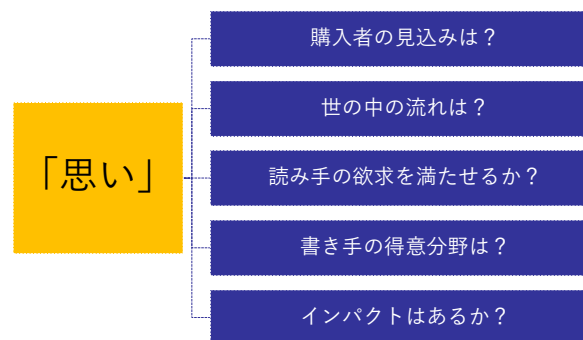 「思い」
購入者の見込みは？
世の中の流れは？
読み手の欲求を満たせるか？
書き手の得意分野は？
インパクトはあるか？